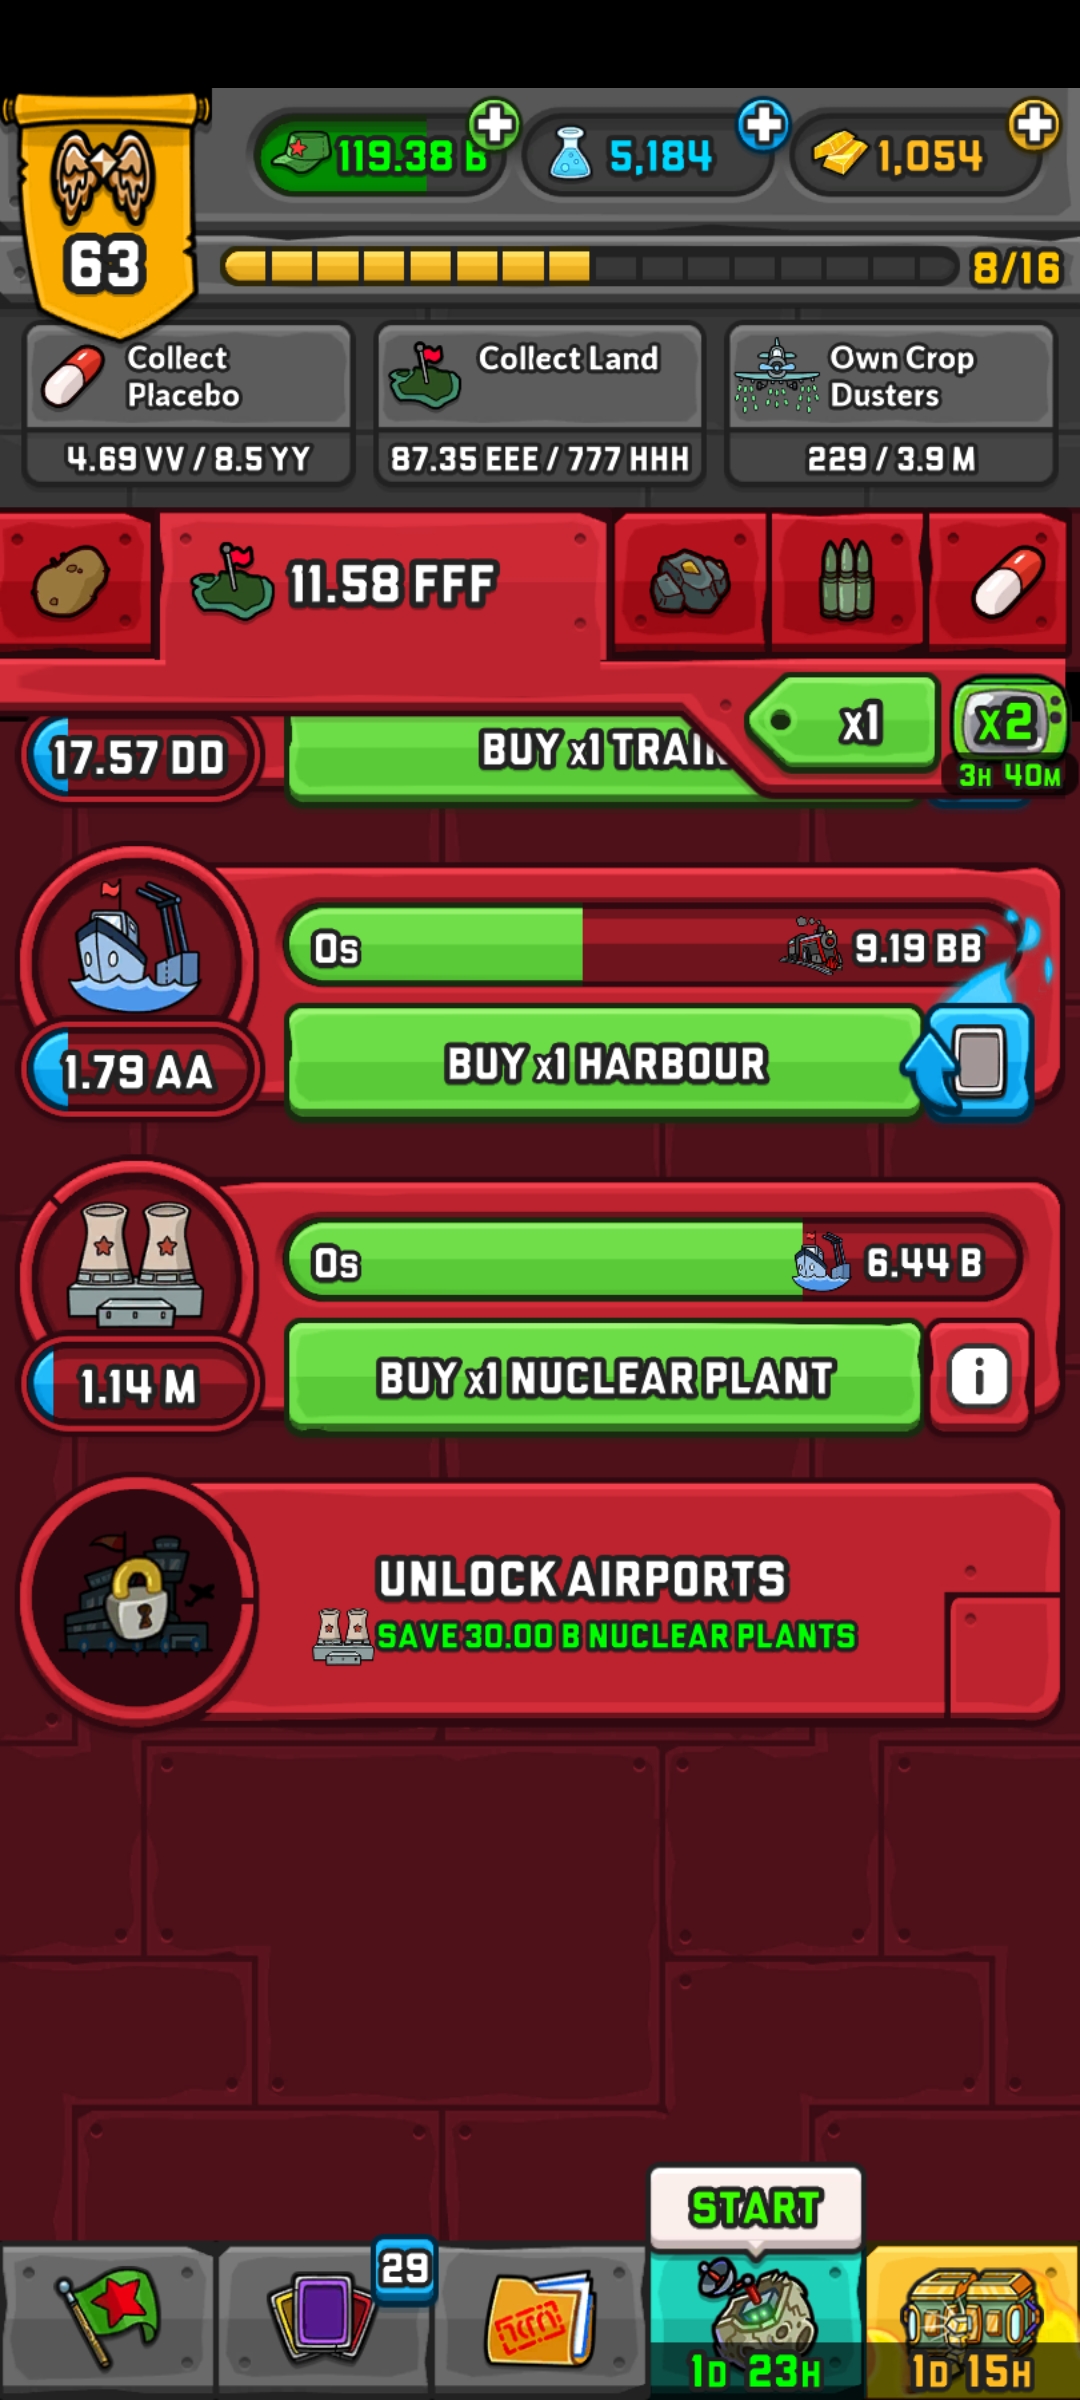 119.38 B
5,184
1,054
63
8/16
Collect
Placebo
4.69 VV / 8.5 YY
Collect Land
87.35 EEE / 777 HHH
Own Crop
Dusters
229 / 3.9 M
11.58 FFF
x1
x2
3H 40M
17.57 DD
BUY x1 TRAIN
0s
9.19 BB
1.79 AA
BUY x1 HARBOUR
0s
6.44 B
1.14 M
BUY x1 NUCLEAR PLANT
i
UNLOCK AIRPORTS
SAVE 30.00 B NUCLEAR PLANTS
START
29
1D 23H
1D 15H